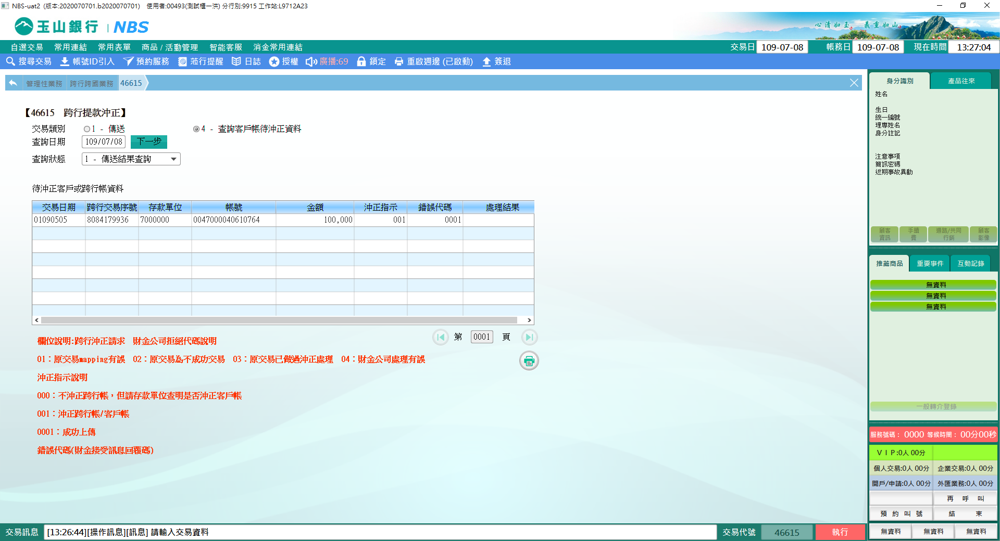 NBS-uat2 (版本:2020070701.b2020070701) 使用者:00493(測試櫃一洪) 分行別:9915 工作站:L9712A23
玉山銀行 | NBS
心清如玉。義重如山。
自選交易 常用連結 常用表單 商品 / 活動管理 智能客服 消金常用連結 交易日 109-07-08 帳務日 109-07-08 現在時間 13:27:04
搜尋交易 帳號ID引入 預約服務 蒞行提醒 日誌 授權 廣播:69 鎖定 重啟週邊 (已啟動) 簽退
管理性業務 跨行跨國業務 46615
【46615 跨行提款沖正】
交易類別 1 - 傳送 4 - 查詢客戶帳待沖正資料
查詢日期 109/07/08 下一步
查詢狀態 1 - 傳送結果查詢
待沖正客戶或跨行帳資料
交易日期 跨行交易序號 存款單位 帳號 金額 沖正指示 錯誤代碼 處理結果
01090505 8084179936 7000000 0047000040610764 100,000 001 0001
第 0001 頁
欄位說明:跨行沖正請求 財金公司拒絕代碼說明
01：原交易mapping有誤 02：原交易為不成功交易 03：原交易已做過沖正處理 04：財金公司處理有誤
沖正指示說明
000：不沖正跨行帳，但請存款單位查明是否沖正客戶帳
001：沖正跨行帳/客戶帳
0001：成功上傳
錯誤代碼(財金接受訊息回覆碼)
身分識別 產品往來
姓名
生日
統一編號
理專姓名
身分註記
注意事項
簡訊密碼
近期事故異動
顧客資訊 手續費 通路/共同行銷 顧客影像
推薦商品 重要事件 互動記錄
無資料
無資料
無資料
一般轉介登錄
服務號碼： 0000 等候時間： 00分00秒
ＶＩＰ:0人 00分
個人交易:0人 00分 企業交易:0人 00分
開戶/申請:0人 00分 外匯業務:0人 00分
再 呼 叫
預 約 叫 號 結 束
無資料 無資料 無資料
交易訊息 [13:26:44][操作訊息][訊息] 請輸入交易資料 交易代號 46615 執行